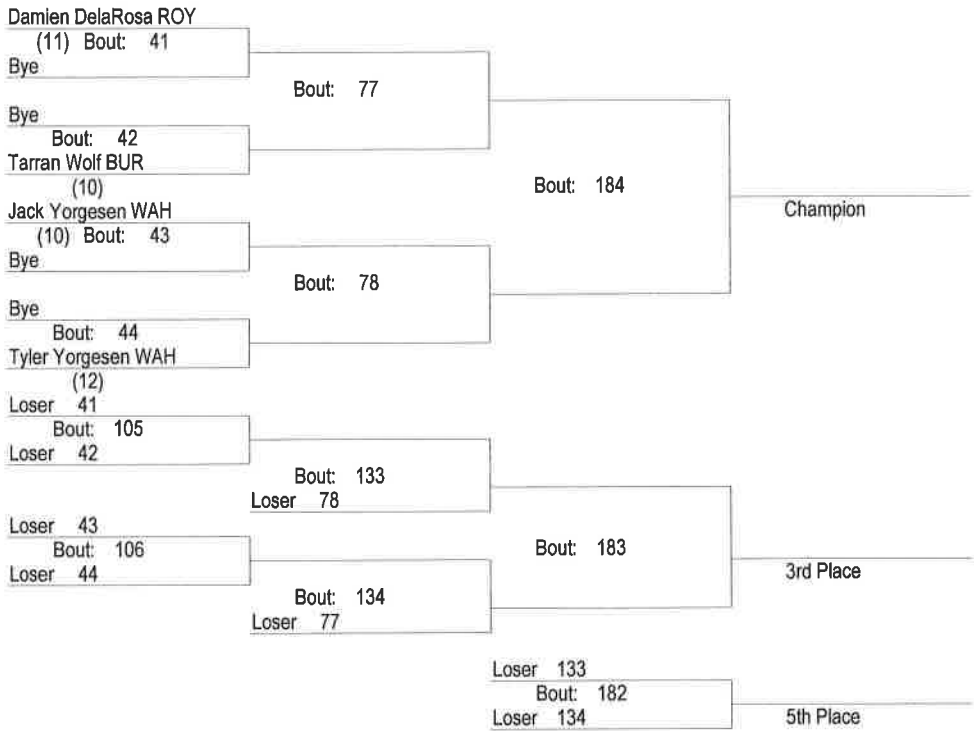 Damien DelaRosa ROY
(11) Bout: 41
Bye
Bout: 77
Bye
Bout: 42
Tarran Wolf BUR
(10)
Bout: 184
Jack Yorgesen WAH
Champion
(10) Bout: 43
Bye
Bout: 78
Bye
Bout: 44
Tyler Yorgesen WAH
(12)
Loser 41
Bout: 105
Loser 42
Bout: 133
Loser 78
Loser 43
Bout: 106
Bout: 183
Loser 44
3rd Place
Bout: 134
Loser 77
Loser 133
Bout: 182
Loser 134
5th Place